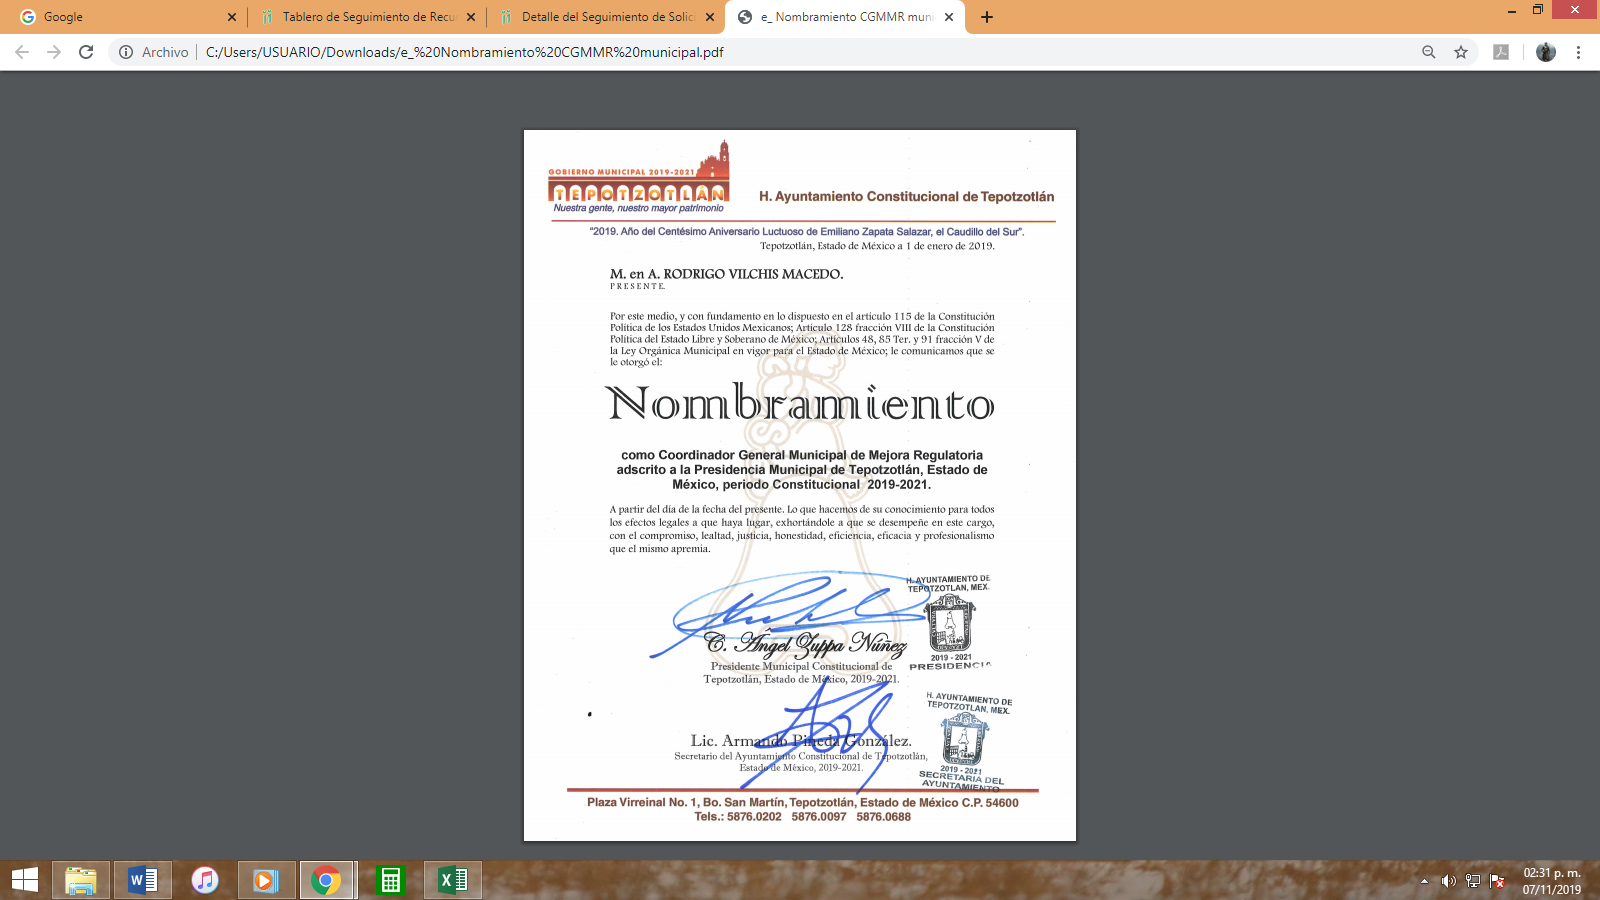 Google
Tablero de Seguimiento de Recu
Detalle del Seguimiento de Solici
e_ Nombramiento CGMMR muni
Archivo
C:/Users/USUARIO/Downloads/e_%20Nombramiento%20CGMMR%20municipal.pdf
GOBIERNO MUNICIPAL 2019-2021
TEPOTZOTLÁN
Nuestra gente, nuestro mayor patrimonio
H. Ayuntamiento Constitucional de Tepotzotlán
“2019. Año del Centésimo Aniversario Luctuoso de Emiliano Zapata Salazar, el Caudillo del Sur”.
Tepotzotlán, Estado de México a 1 de enero de 2019.
M. en A. RODRIGO VILCHIS MACEDO.
P R E S E N T E.
Por este medio, y con fundamento en lo dispuesto en el artículo 115 de la Constitución
Política de los Estados Unidos Mexicanos; Artículo 128 fracción VIII de la Constitución
Política del Estado Libre y Soberano de México; Artículos 48, 85 Ter. y 91 fracción V de
la Ley Orgánica Municipal en vigor para el Estado de México; le comunicamos que se
le otorgó el:
Nombramiento
como Coordinador General Municipal de Mejora Regulatoria
adscrito a la Presidencia Municipal de Tepotzotlán, Estado de
México, periodo Constitucional 2019-2021.
A partir del día de la fecha del presente. Lo que hacemos de su conocimiento para todos
los efectos legales a que haya lugar, exhortándole a que se desempeñe en este cargo,
con el compromiso, lealtad, justicia, honestidad, eficiencia, eficacia y profesionalismo
que el mismo apremia.
H. AYUNTAMIENTO DE
TEPOTZOTLAN, MEX.
2019 - 2021
PRESIDENCIA
C. Ángel Zuppa Núñez
Presidente Municipal Constitucional de
Tepotzotlán, Estado de México, 2019-2021.
H. AYUNTAMIENTO DE
TEPOTZOTLAN, MEX.
2019 - 2021
SECRETARIA DEL
AYUNTAMIENTO
Lic. Armando Pineda González.
Secretario del Ayuntamiento Constitucional de Tepotzotlán,
Estado de México, 2019-2021.
Plaza Virreinal No. 1, Bo. San Martín, Tepotzotlán, Estado de México C.P. 54600
Tels.: 5876.0202 5876.0097 5876.0688
02:31 p. m.
07/11/2019